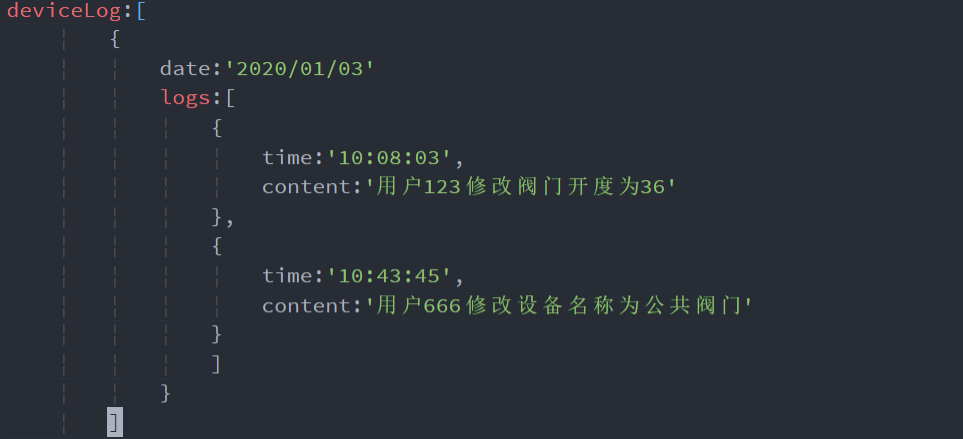 deviceLog:[
{
date:'2020/01/03'
logs:[
{
time:'10:08:03',
content:'用户123修改阀门开度为36'
},
{
time:'10:43:45',
content:'用户666修改设备名称为公共阀门'
}
]
}
]